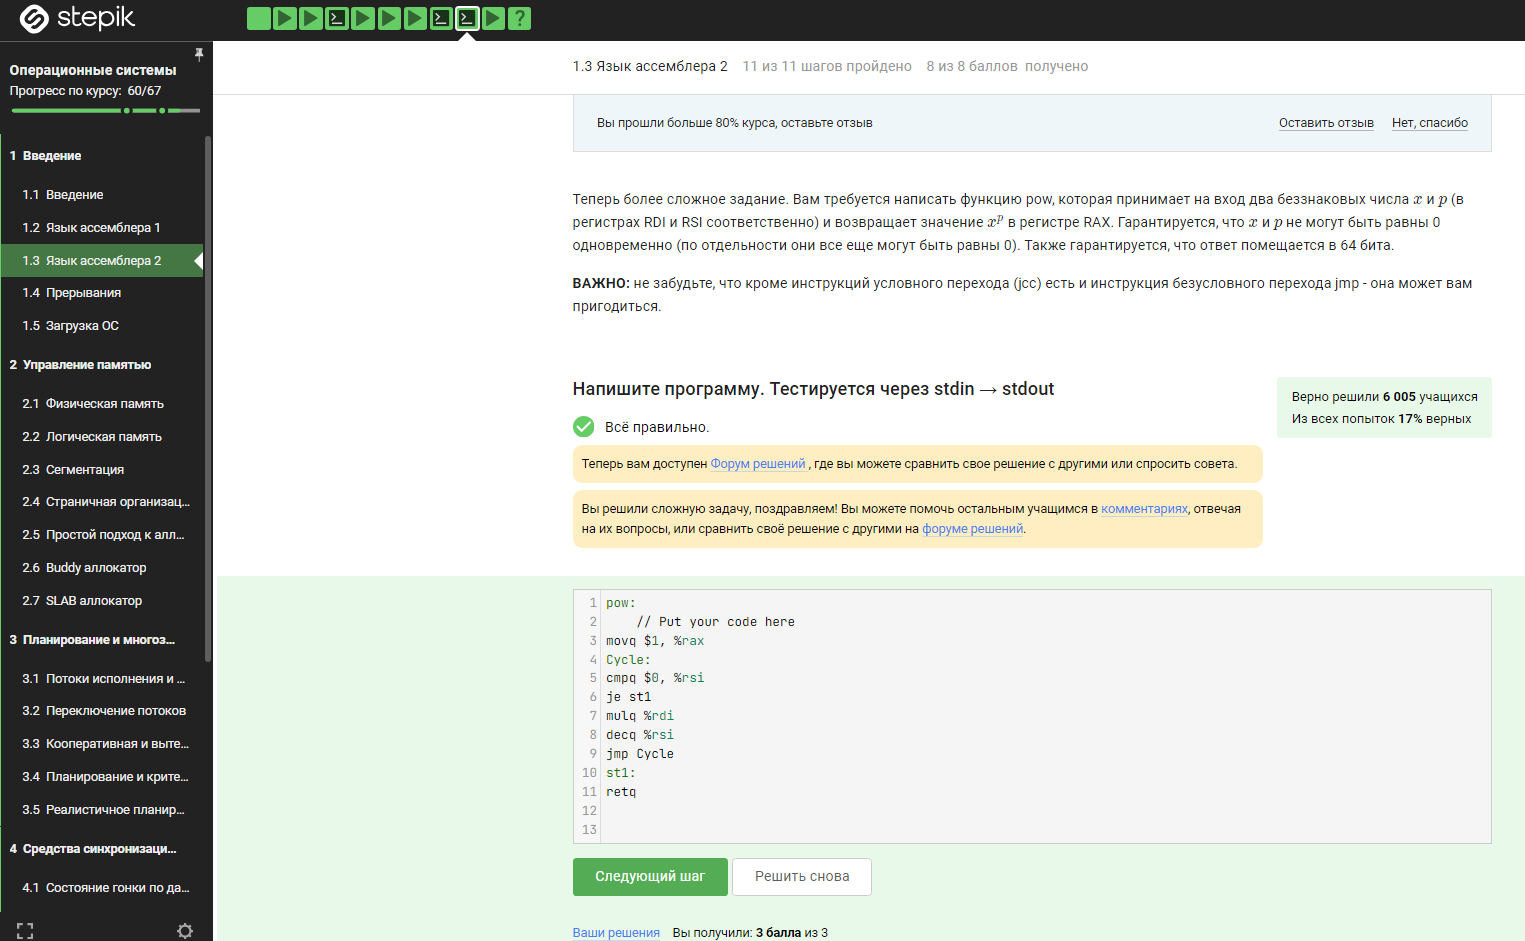 stepik
Операционные системы
Прогресс по курсу: 60/67
1 Введение
1.1 Введение
1.2 Язык ассемблера 1
1.3 Язык ассемблера 2
1.4 Прерывания
1.5 Загрузка ОС
2 Управление памятью
2.1 Физическая память
2.2 Логическая память
2.3 Сегментация
2.4 Страничная организац...
2.5 Простой подход к алл...
2.6 Buddy аллокатор
2.7 SLAB аллокатор
3 Планирование и многоз...
3.1 Потоки исполнения и ...
3.2 Переключение потоков
3.3 Кооперативная и выте...
3.4 Планирование и крите...
3.5 Реалистичное планир...
4 Средства синхронизаци...
4.1 Состояние гонки по да...
?
1.3 Язык ассемблера 2 11 из 11 шагов пройдено 8 из 8 баллов получено
Вы прошли больше 80% курса, оставьте отзыв Оставить отзыв Нет, спасибо
Теперь более сложное задание. Вам требуется написать функцию pow, которая принимает на вход два беззнаковых числа x и p (в
регистрах RDI и RSI соответственно) и возвращает значение x^p в регистре RAX. Гарантируется, что x и p не могут быть равны 0
одновременно (по отдельности они все еще могут быть равны 0). Также гарантируется, что ответ помещается в 64 бита.
ВАЖНО: не забудьте, что кроме инструкций условного перехода (jcc) есть и инструкция безусловного перехода jmp - она может вам
пригодиться.
Напишите программу. Тестируется через stdin → stdout
Верно решили 6 005 учащихся
Из всех попыток 17% верных
Всё правильно.
Теперь вам доступен Форум решений , где вы можете сравнить свое решение с другими или спросить совета.
Вы решили сложную задачу, поздравляем! Вы можете помочь остальным учащимся в комментариях, отвечая
на их вопросы, или сравнить своё решение с другими на форуме решений.
1 pow:
2 // Put your code here
3 movq $1, %rax
4 Cycle:
5 cmpq $0, %rsi
6 je st1
7 mulq %rdi
8 decq %rsi
9 jmp Cycle
10 st1:
11 retq
12
13
Следующий шаг Решить снова
Ваши решения Вы получили: 3 балла из 3